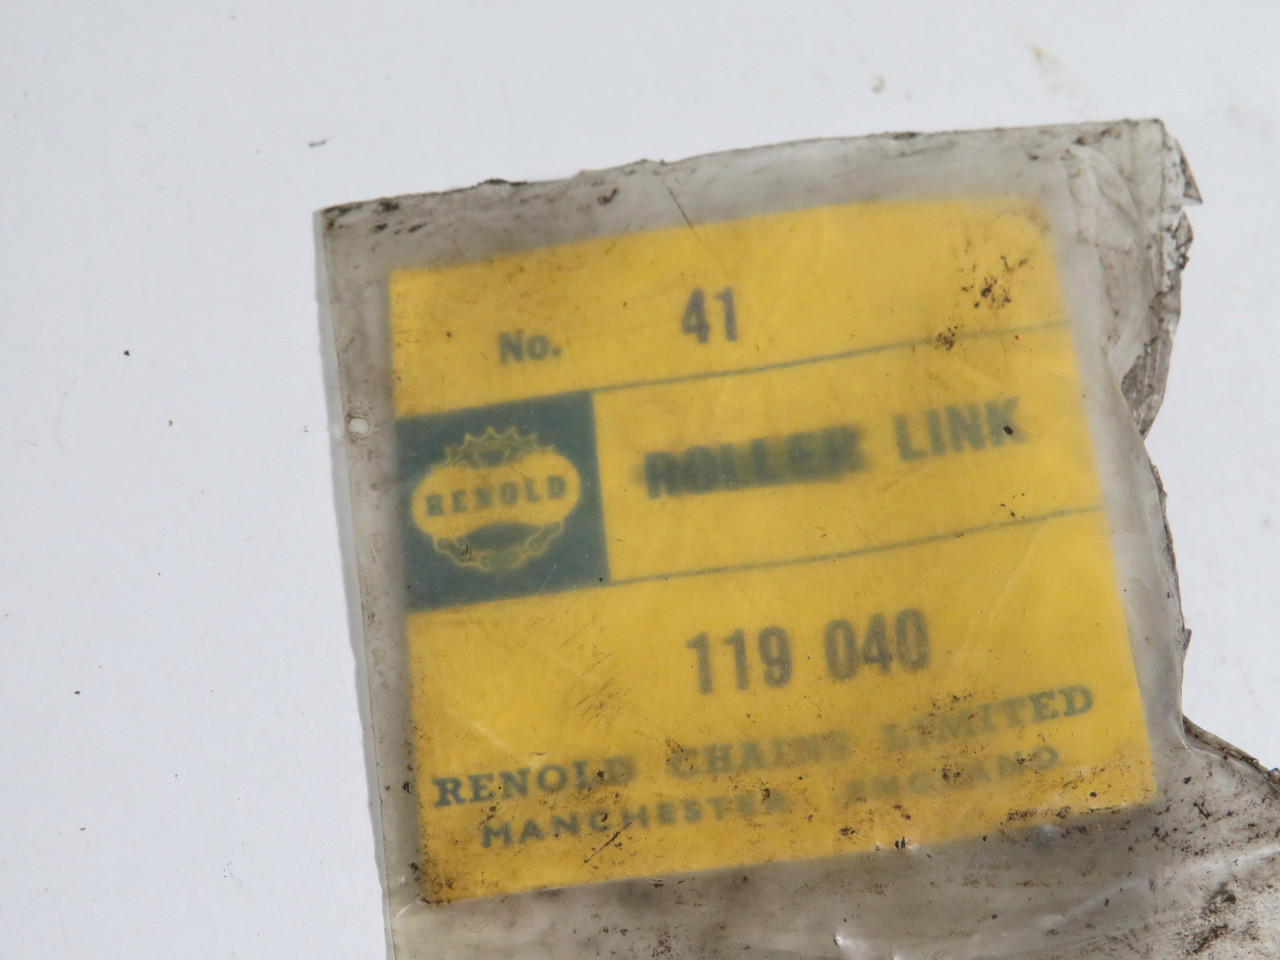 No. 41
RENOLD
ROLLER LINK
119 040
RENOLD CHAINS LIMITED
MANCHESTER ENGLAND